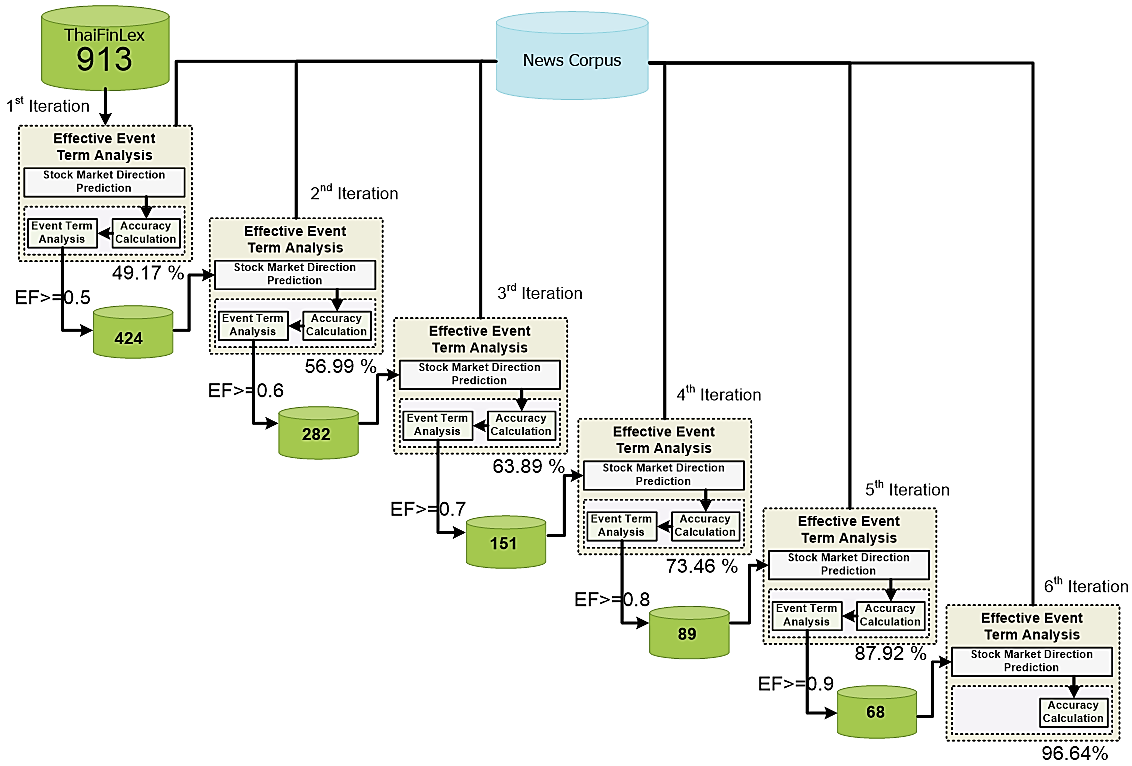 ThaiFinLex
913
News Corpus
1st Iteration
Effective Event
Term Analysis
Stock Market Direction
Prediction
Event Term
Analysis
Accuracy
Calculation
49.17 %
EF>=0.5
424
2nd Iteration
Effective Event
Term Analysis
Stock Market Direction
Prediction
Event Term
Analysis
Accuracy
Calculation
56.99 %
EF>=0.6
282
3rd Iteration
Effective Event
Term Analysis
Stock Market Direction
Prediction
Event Term
Analysis
Accuracy
Calculation
63.89 %
EF>=0.7
151
4th Iteration
Effective Event
Term Analysis
Stock Market Direction
Prediction
Event Term
Analysis
Accuracy
Calculation
73.46 %
EF>=0.8
89
5th Iteration
Effective Event
Term Analysis
Stock Market Direction
Prediction
Event Term
Analysis
Accuracy
Calculation
87.92 %
EF>=0.9
68
6th Iteration
Effective Event
Term Analysis
Stock Market Direction
Prediction
Accuracy
Calculation
96.64%